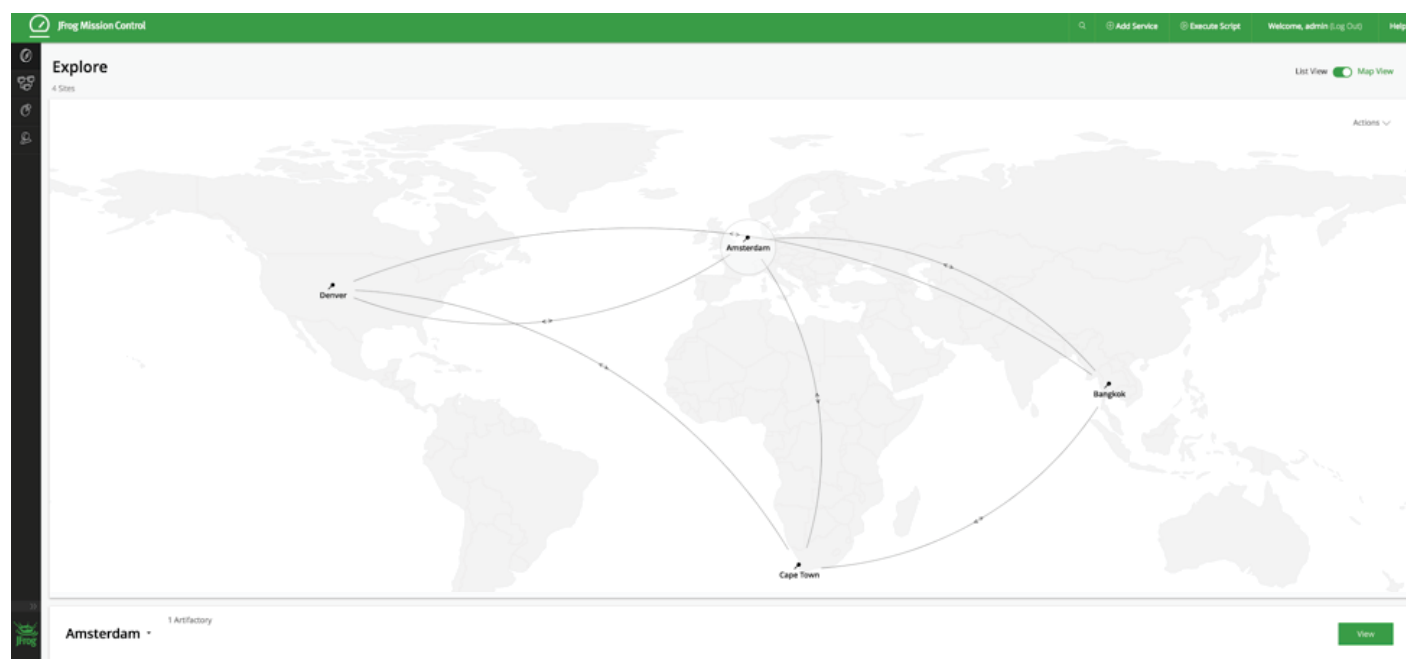 JFrog Mission Control
Add Service
Execute Script
Welcome, admin (Log Out)
Help
Explore
4 Sites
List View
Map View
Actions
Amsterdam
Denver
Bangkok
Cape Town
JFrog
Amsterdam
1 Artifactory
View